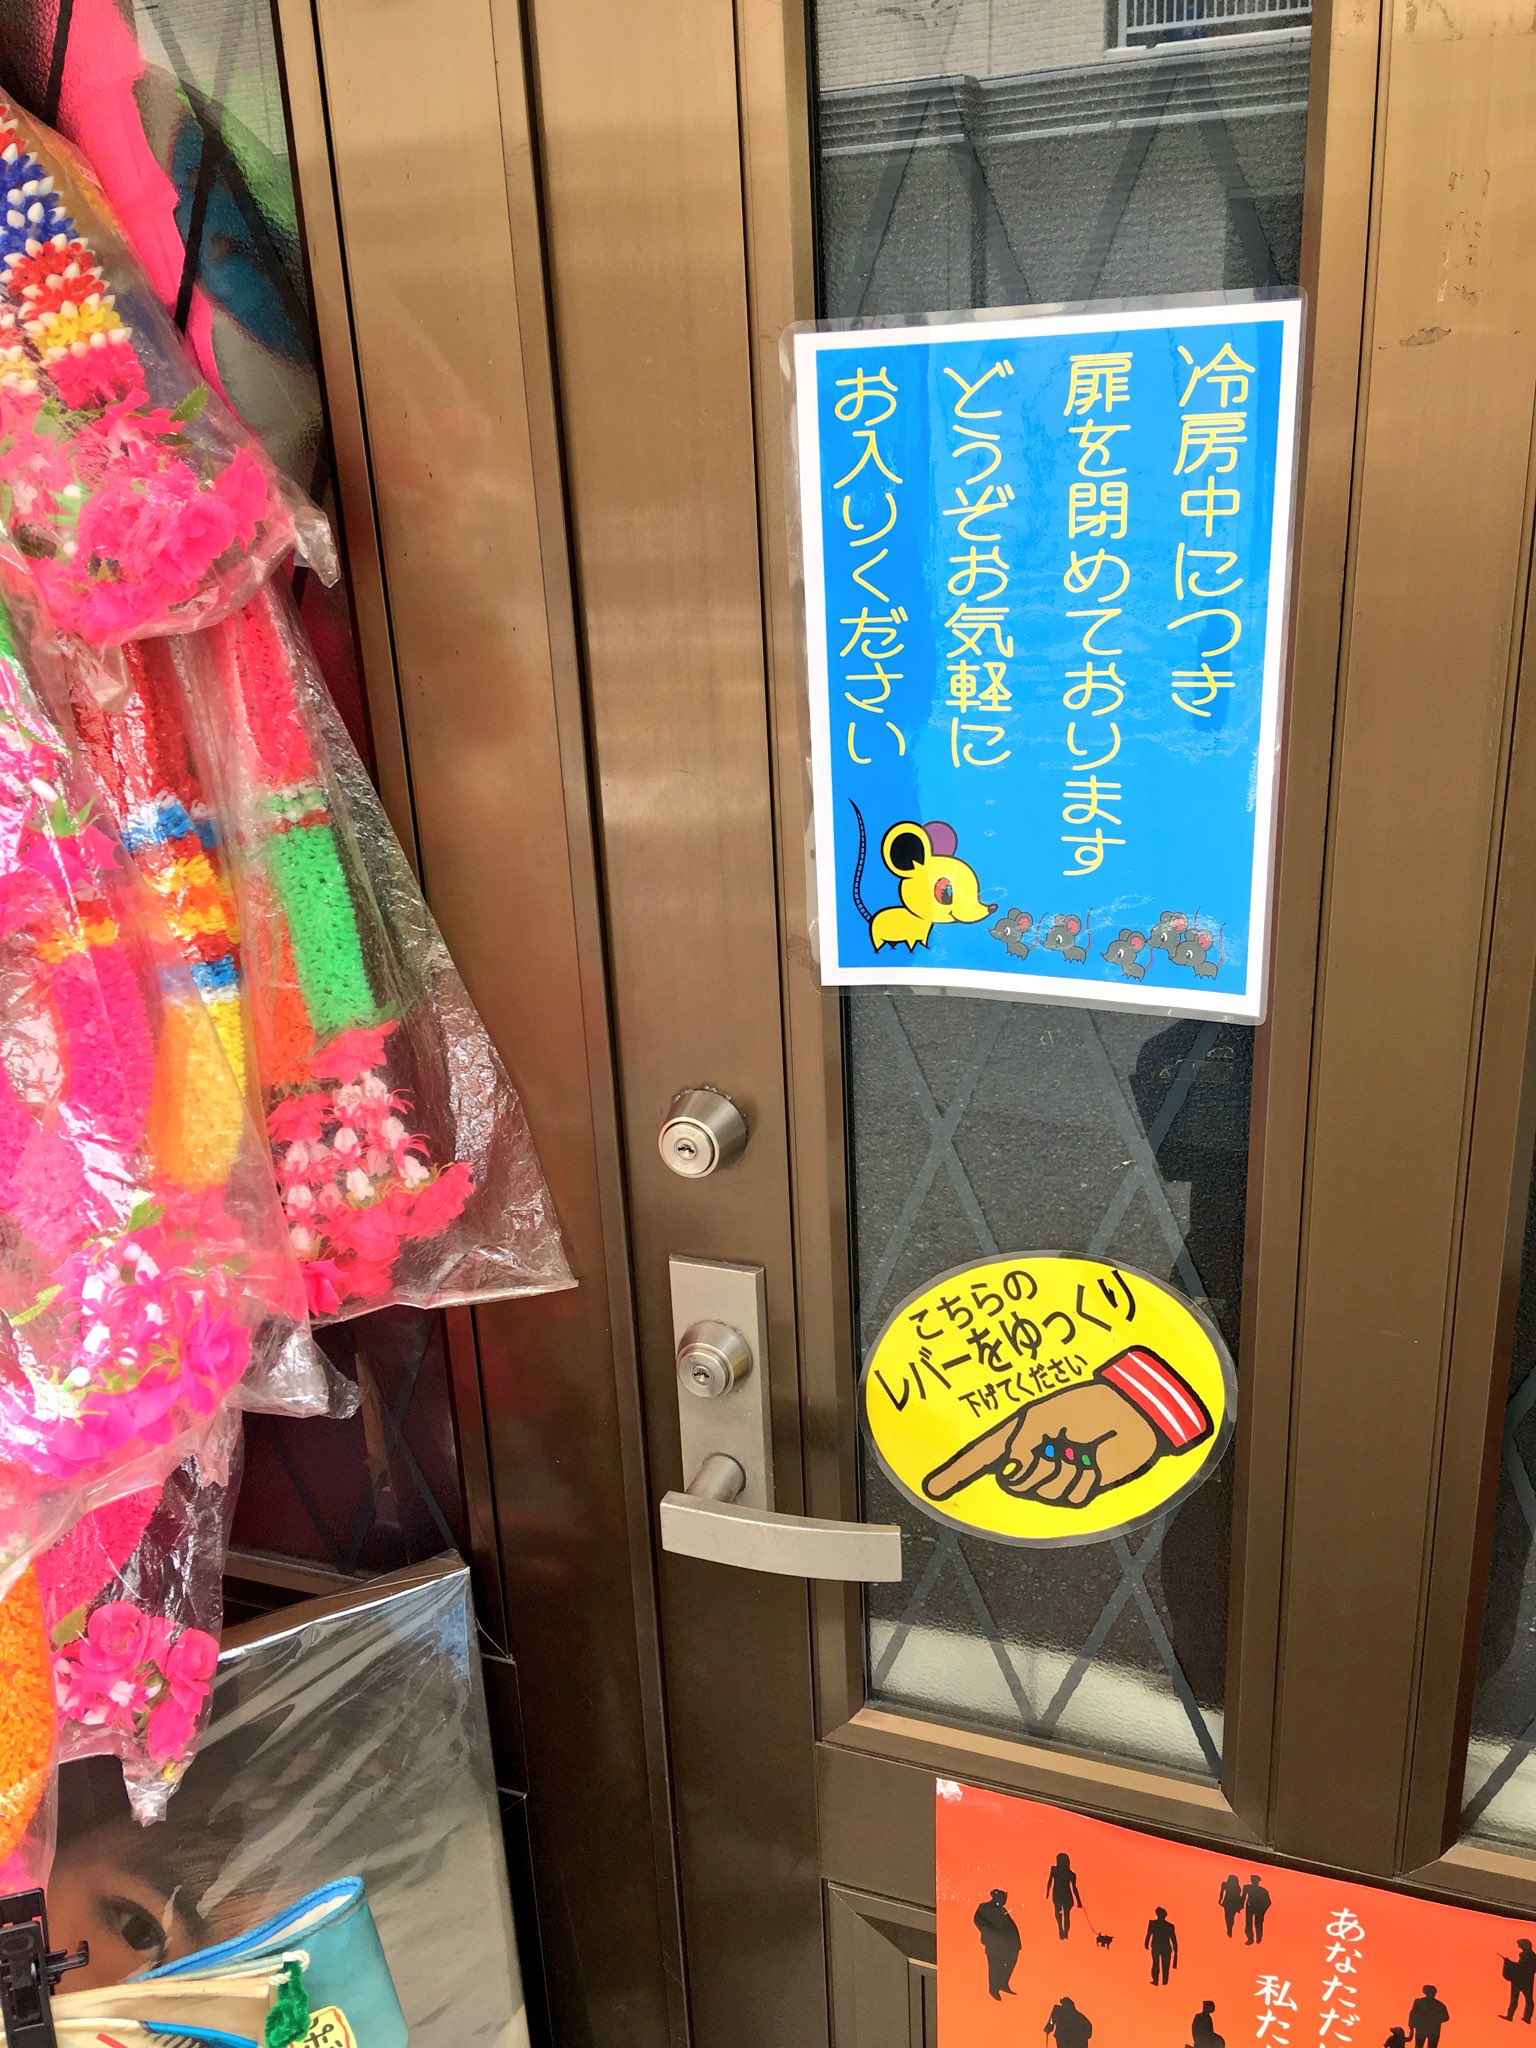 冷房中につき
扉を閉めております
どうぞお気軽に
お入りください
こちらの
レバーをゆっくり
下げてください
あなただ
私た